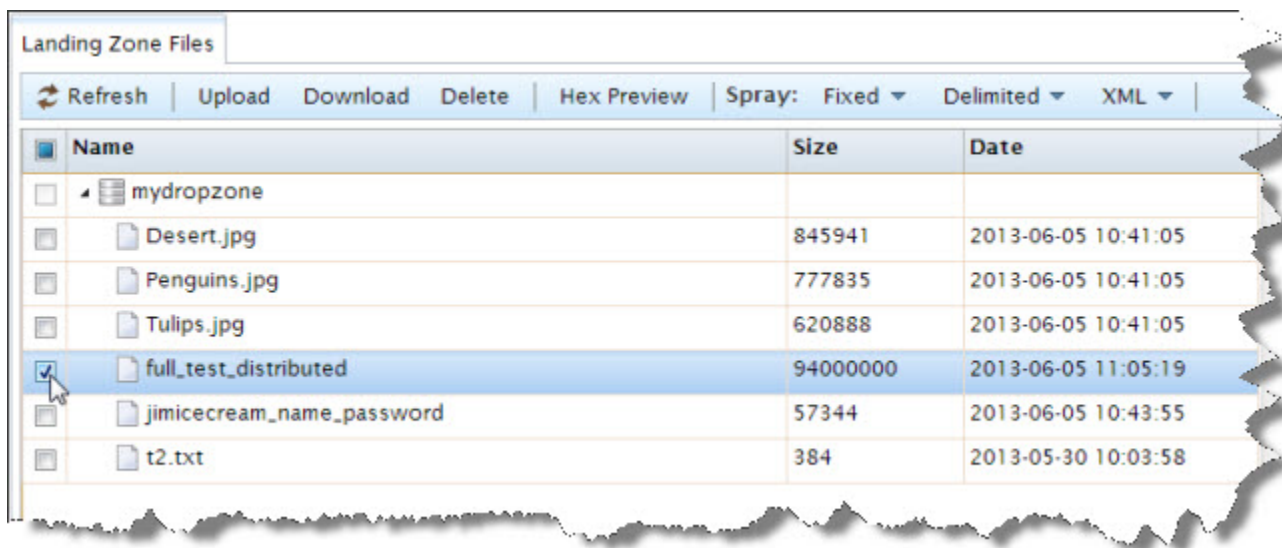 Landing Zone Files
Refresh | Upload Download Delete | Hex Preview | Spray: Fixed Delimited XML |
Name Size Date
mydropzone
Desert.jpg 845941 2013-06-05 10:41:05
Penguins.jpg 777835 2013-06-05 10:41:05
Tulips.jpg 620888 2013-06-05 10:41:05
full_test_distributed 94000000 2013-06-05 11:05:19
jimicecream_name_password 57344 2013-06-05 10:43:55
t2.txt 384 2013-05-30 10:03:58